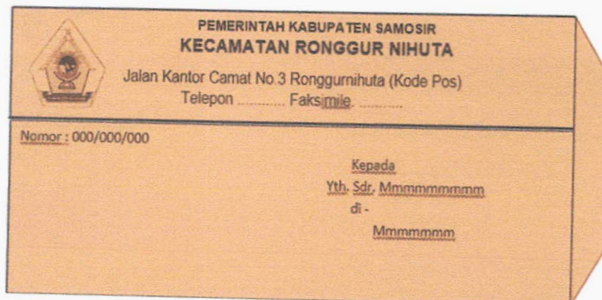 PEMERINTAH KABUPATEN SAMOSIR
KECAMATAN RONGGUR NIHUTA
Jalan Kantor Camat No.3 Ronggurnihuta (Kode Pos)
Telepon ............ Faksimile. ............
Nomor : 000/000/000
Kepada
Yth. Sdr. Mmmmmmmmm
di -
Mmmmmmm